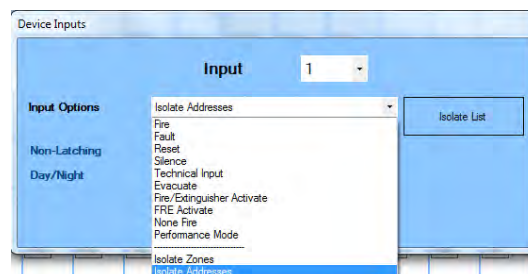 Device Inputs
Input 1
Input Options Isolate Addresses Isolate List
Fire
Fault
Non-Latching Reset
Silence
Day/Night Technical Input
Evacuate
Fire/Extinguisher Activate
FRE Activate
None Fire
Performance Mode
------------------------------
Isolate Zones
Isolate Addresses